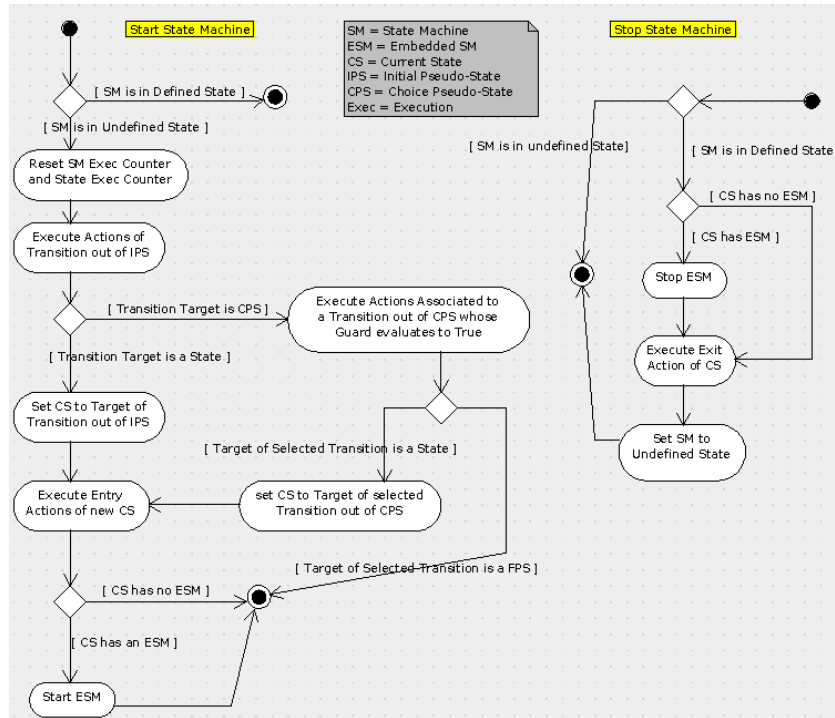 Start State Machine
SM = State Machine
ESM = Embedded SM
CS = Current State
IPS = Initial Pseudo-State
CPS = Choice Pseudo-State
Exec = Execution
Stop State Machine
[ SM is in Defined State ]
[ SM is in Undefined State ]
Reset SM Exec Counter
and State Exec Counter
Execute Actions of
Transition out of IPS
[ Transition Target is CPS ]
Execute Actions Associated to
a Transition out of CPS whose
Guard evaluates to True
[ Transition Target is a State ]
Set CS to Target of
Transition out of IPS
[ Target of Selected Transition is a State ]
Execute Entry
Actions of new CS
set CS to Target of selected
Transition out of CPS
[ Target of Selected Transition is a FPS ]
[ CS has no ESM ]
[ CS has an ESM ]
Start ESM
[ SM is in undefined State]
[ SM is in Defined State
[ CS has no ESM ]
[ CS has ESM ]
Stop ESM
Execute Exit
Action of CS
Set SM to
Undefined State